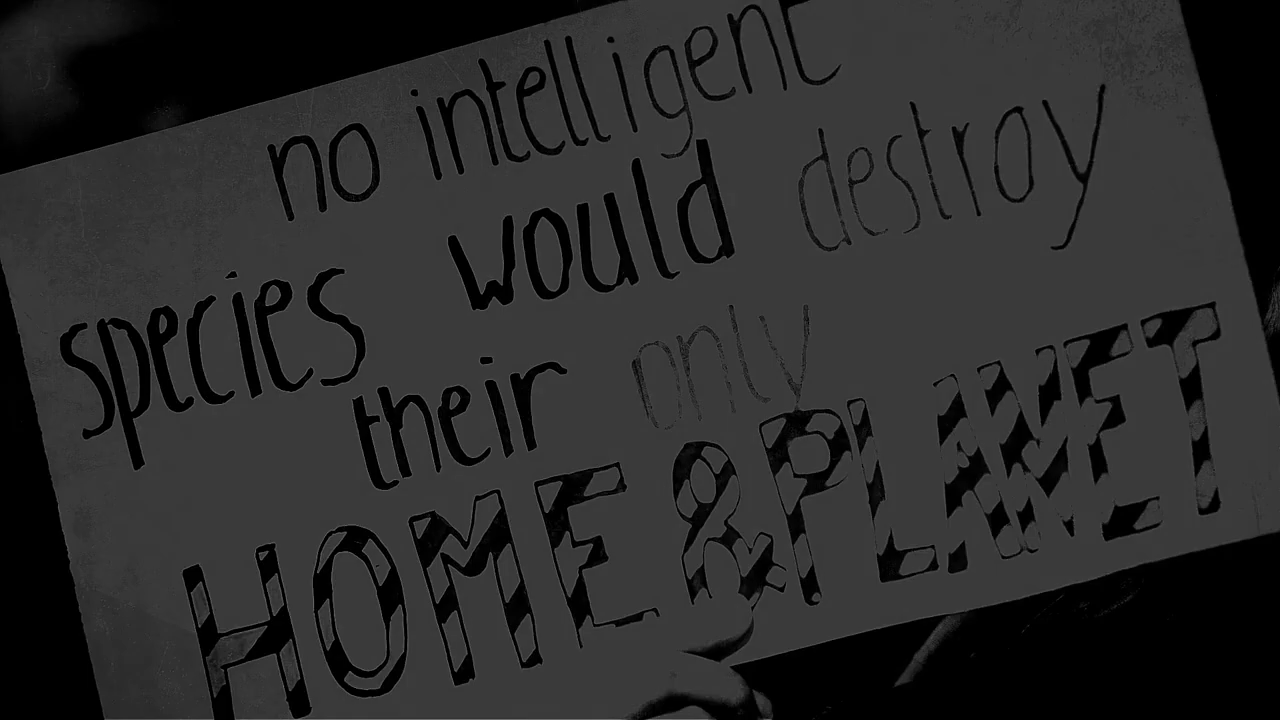 no intelligent
species would destroy
their only
HOME & PLANET